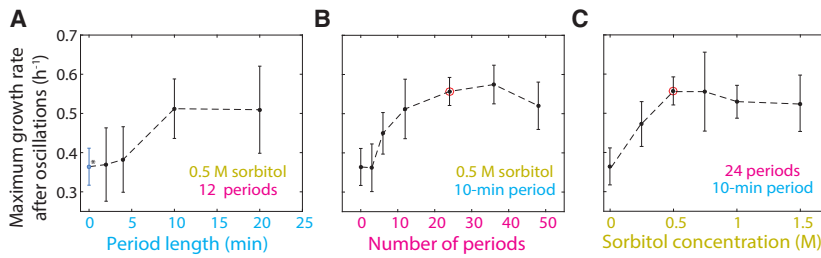 A
B
C
Maximum growth rate
after oscillations (h⁻¹)
0.7
0.6
0.5
0.4
0.3
*
0.5 M sorbitol
12 periods
0 5 10 15 20 25
Period length (min)
0.5 M sorbitol
10-min period
0 10 20 30 40 50
Number of periods
24 periods
10-min period
0 0.5 1 1.5
Sorbitol concentration (M)